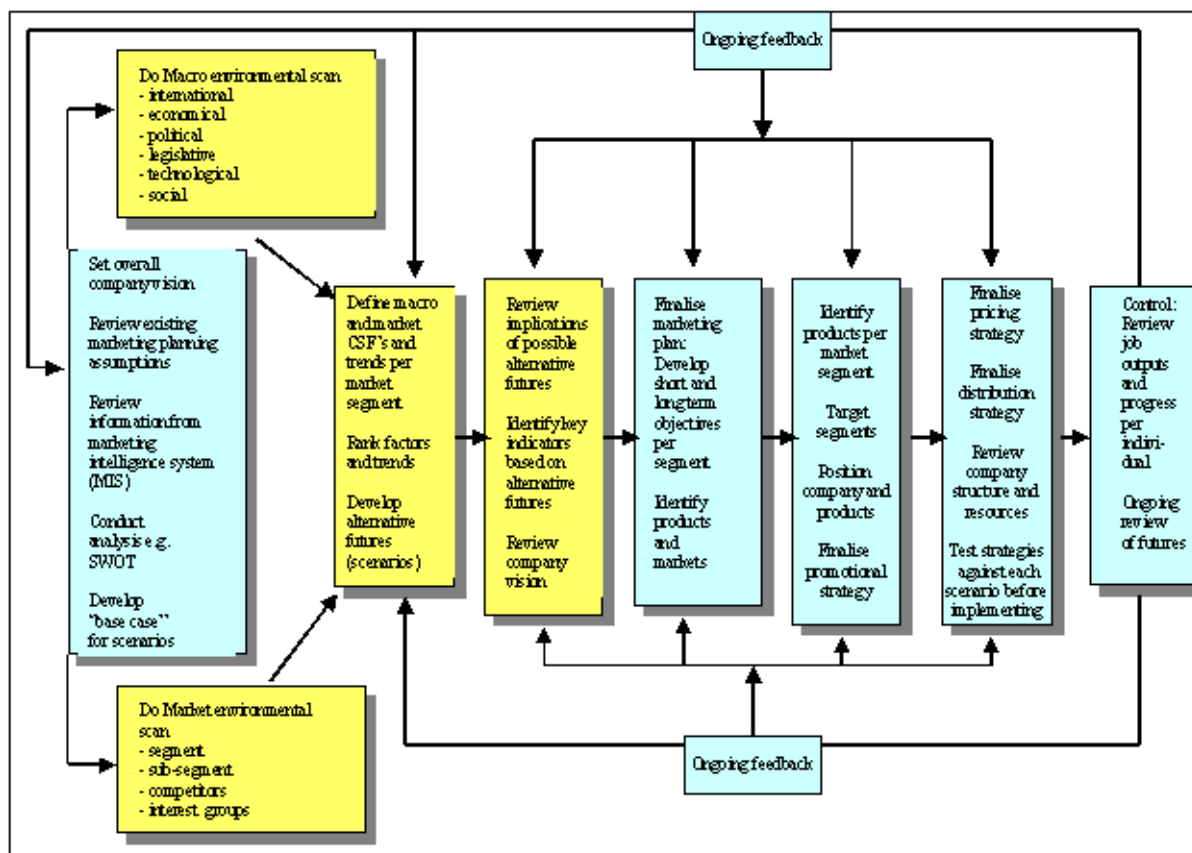 Ongoing feedback
Do Macro environmental scan
- international
- economical
- political
- legislative
- technological
- social
Set overall
company vision
Review existing
marketing planning
assumptions
Review
information from
marketing
intelligence system
(MIS)
Conduct
analysis e.g.
SWOT
Develop
"base case"
for scenarios
Do Market environmental
scan
- segment
- sub-segment
- competitors
- interest groups
Define macro
and market
CSF's and
trends per
market
segment
Rank factors
and trends
Develop
alternative
futures
(scenarios)
Review
implications
of possible
alternative
futures
Identify key
indicators
based on
alternative
futures
Review
company
vision
Finalise
marketing
plan:
Develop
short and
long term
objectives
per
segment
Identify
products
and
markets
Identify
products per
market
segment
Target
segments
Position
company and
products
Finalise
promotional
strategy
Finalise
pricing
strategy
Finalise
distribution
strategy
Review
company
structure and
resources
Test strategies
against each
scenario before
implementing
Control:
Review
job
outputs
and
progress
per
indivi-
dual
Ongoing
review
of futures
Ongoing feedback